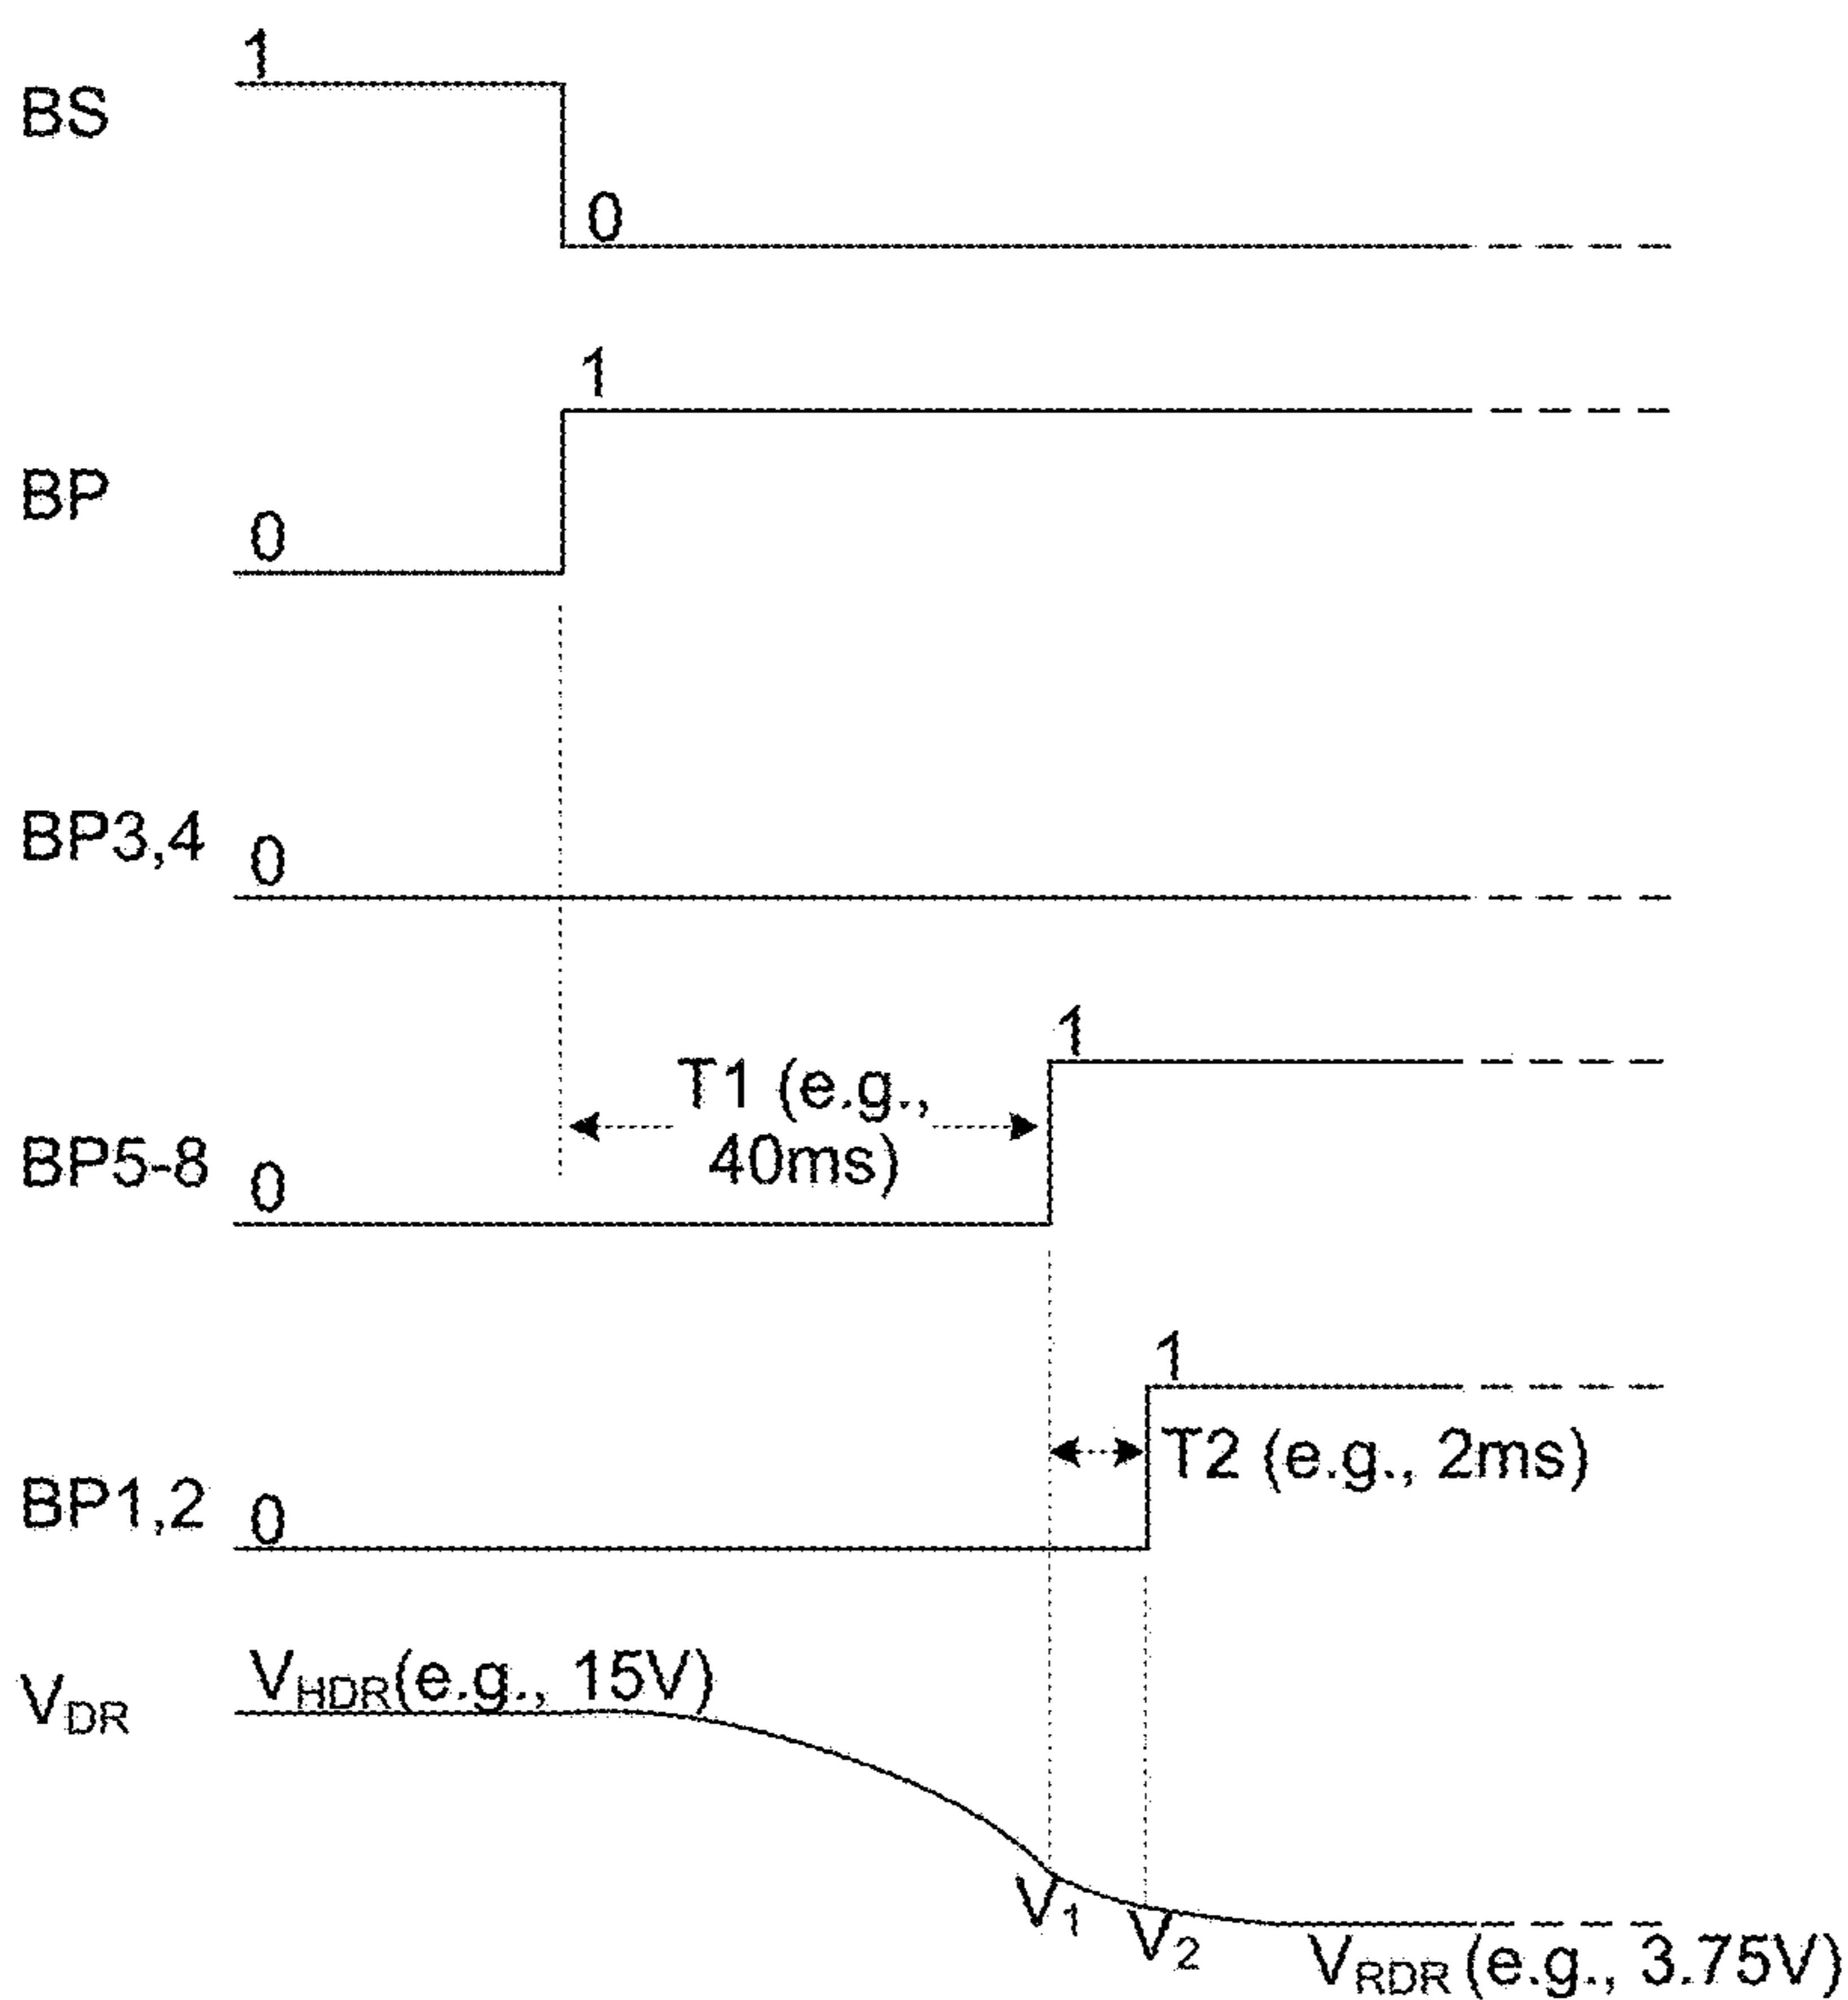 1
BS
0
1
BP
0
BP3,4 0
1
T1 (e.g.,
40ms)
BP5-8 0
1
T2 (e.g., 2ms)
BP1,2 0
VDR VHDR(e.g., 15V)
V1
V2
VRDR(e.g., 3.75V)